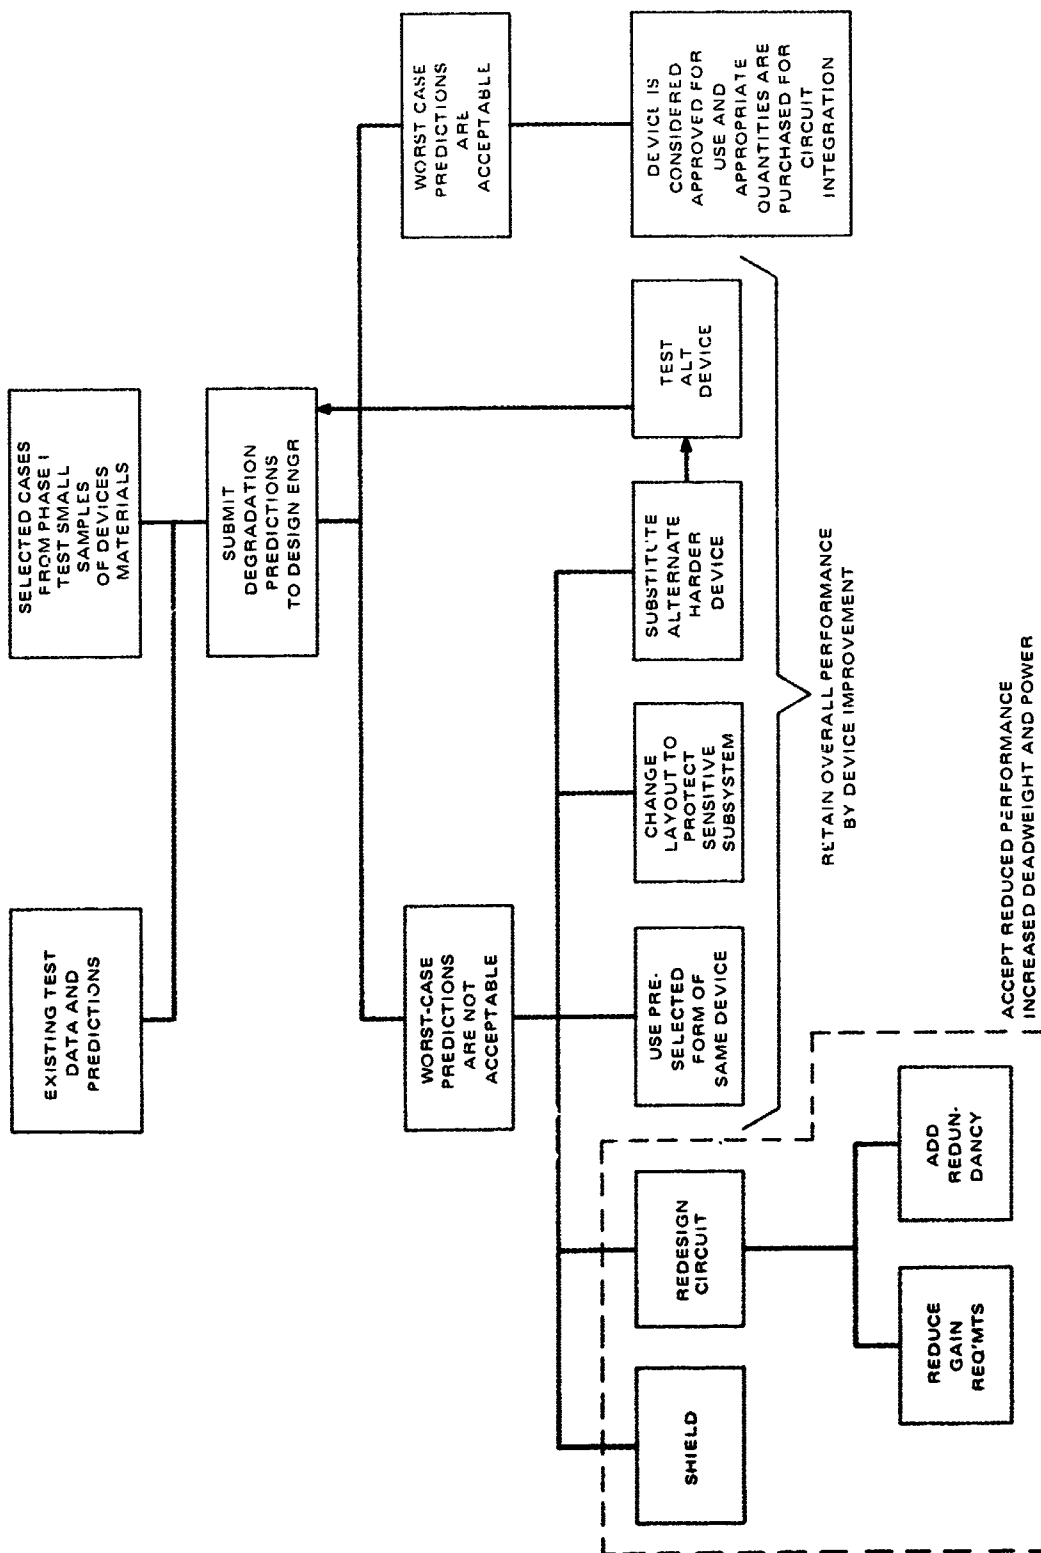 EXISTING TEST
DATA AND
PREDICTIONS
SELECTED CASES
FROM PHASE I
TEST SMALL
SAMPLES
OF DEVICES
MATERIALS
SUBMIT
DEGRADATION
PREDICTIONS
TO DESIGN ENGR
WORST-CASE
PREDICTIONS
ARE NOT
ACCEPTABLE
WORST CASE
PREDICTIONS
ARE
ACCEPTABLE
SHIELD
REDESIGN
CIRCUIT
USE PRE-
SELECTED
FORM OF
SAME DEVICE
CHANGE
LAYOUT TO
PROTECT
SENSITIVE
SUBSYSTEM
SUBSTITUTE
ALTERNATE
HARDER
DEVICE
TEST
ALT
DEVICE
DEVICE IS
CONSIDERED
APPROVED FOR
USE AND
APPROPRIATE
QUANTITIES ARE
PURCHASED FOR
CIRCUIT
INTEGRATION
RETAIN OVERALL PERFORMANCE
BY DEVICE IMPROVEMENT
REDUCE
GAIN
REQ'MTS
ADD
REDUN-
DANCY
ACCEPT REDUCED PERFORMANCE
INCREASED DEADWEIGHT AND POWER